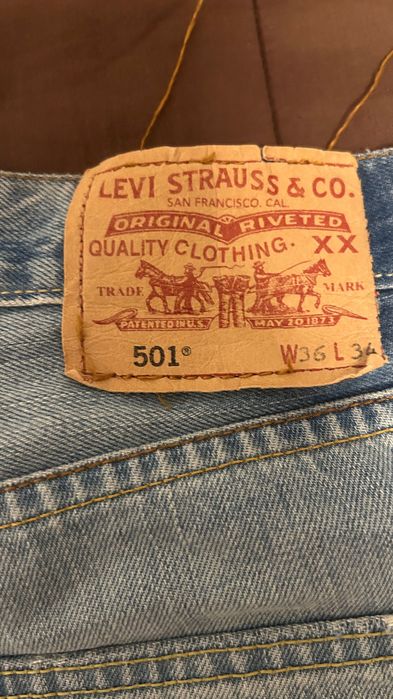 LEVI STRAUSS & CO.
SAN FRANCISCO. CAL.
ORIGINAL RIVETED
QUALITY CLOTHING. XX
TRADE MARK
PATENTED IN U.S. MAY 20 1873
501® W36 L 34